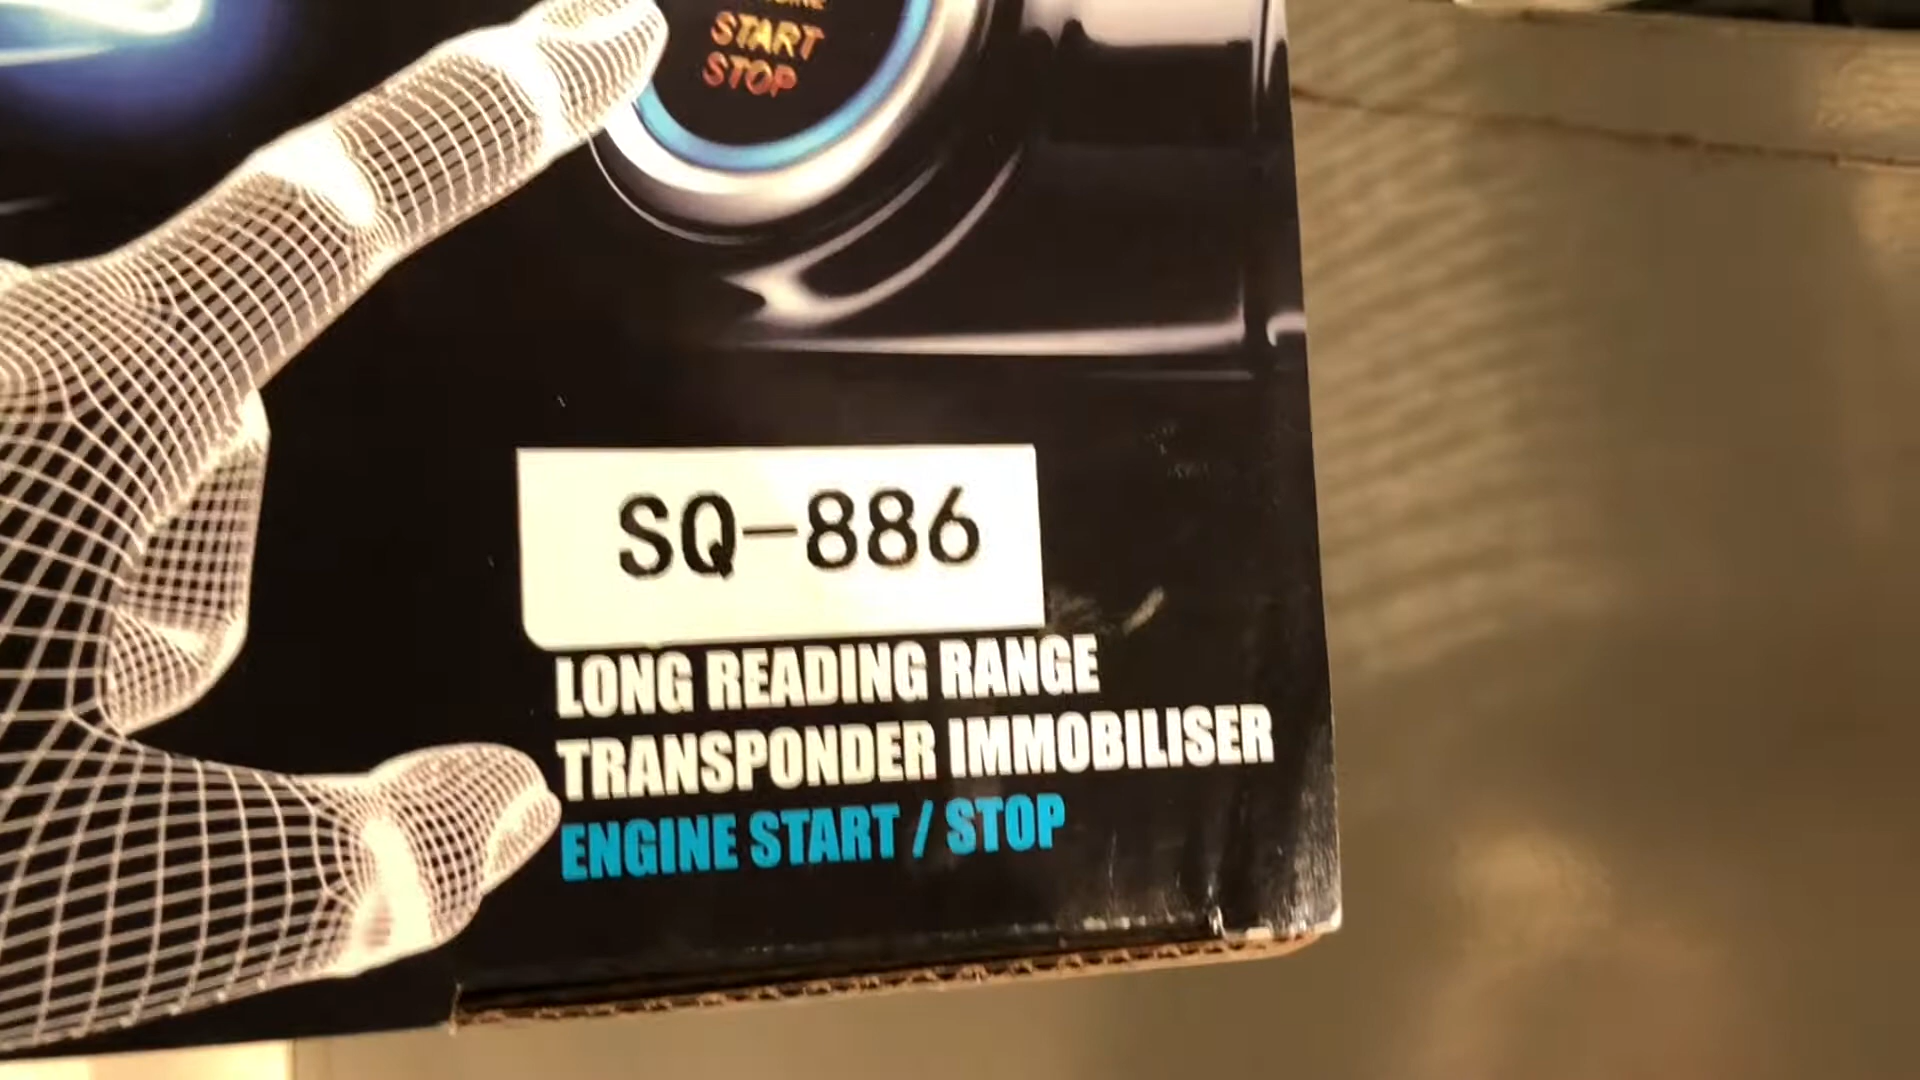 START
STOP
SQ-886
LONG READING RANGE
TRANSPONDER IMMOBILISER
ENGINE START / STOP